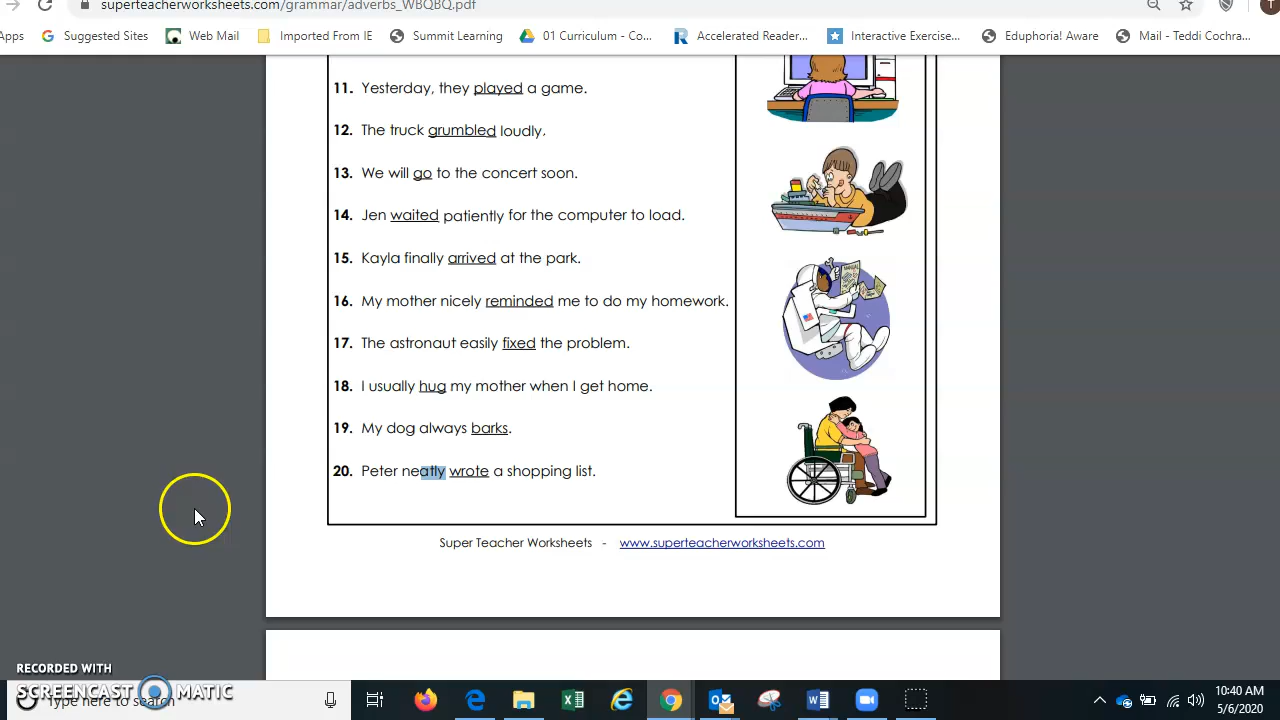 superteacherworksheets.com/grammar/adverbs_WBQBQ.pdf
Apps Suggested Sites Web Mail Imported From IE Summit Learning 01 Curriculum - Co... Accelerated Reader... Interactive Exercise... Eduphoria! Aware Mail - Teddi Cochra...
11. Yesterday, they played a game.
12. The truck grumbled loudly.
13. We will go to the concert soon.
14. Jen waited patiently for the computer to load.
15. Kayla finally arrived at the park.
16. My mother nicely reminded me to do my homework.
17. The astronaut easily fixed the problem.
18. I usually hug my mother when I get home.
19. My dog always barks.
20. Peter neatly wrote a shopping list.
MANUAL
Super Teacher Worksheets - www.superteacherworksheets.com
RECORDED WITH
SCREENCAST MATIC
Type here to search
10:40 AM
5/6/2020